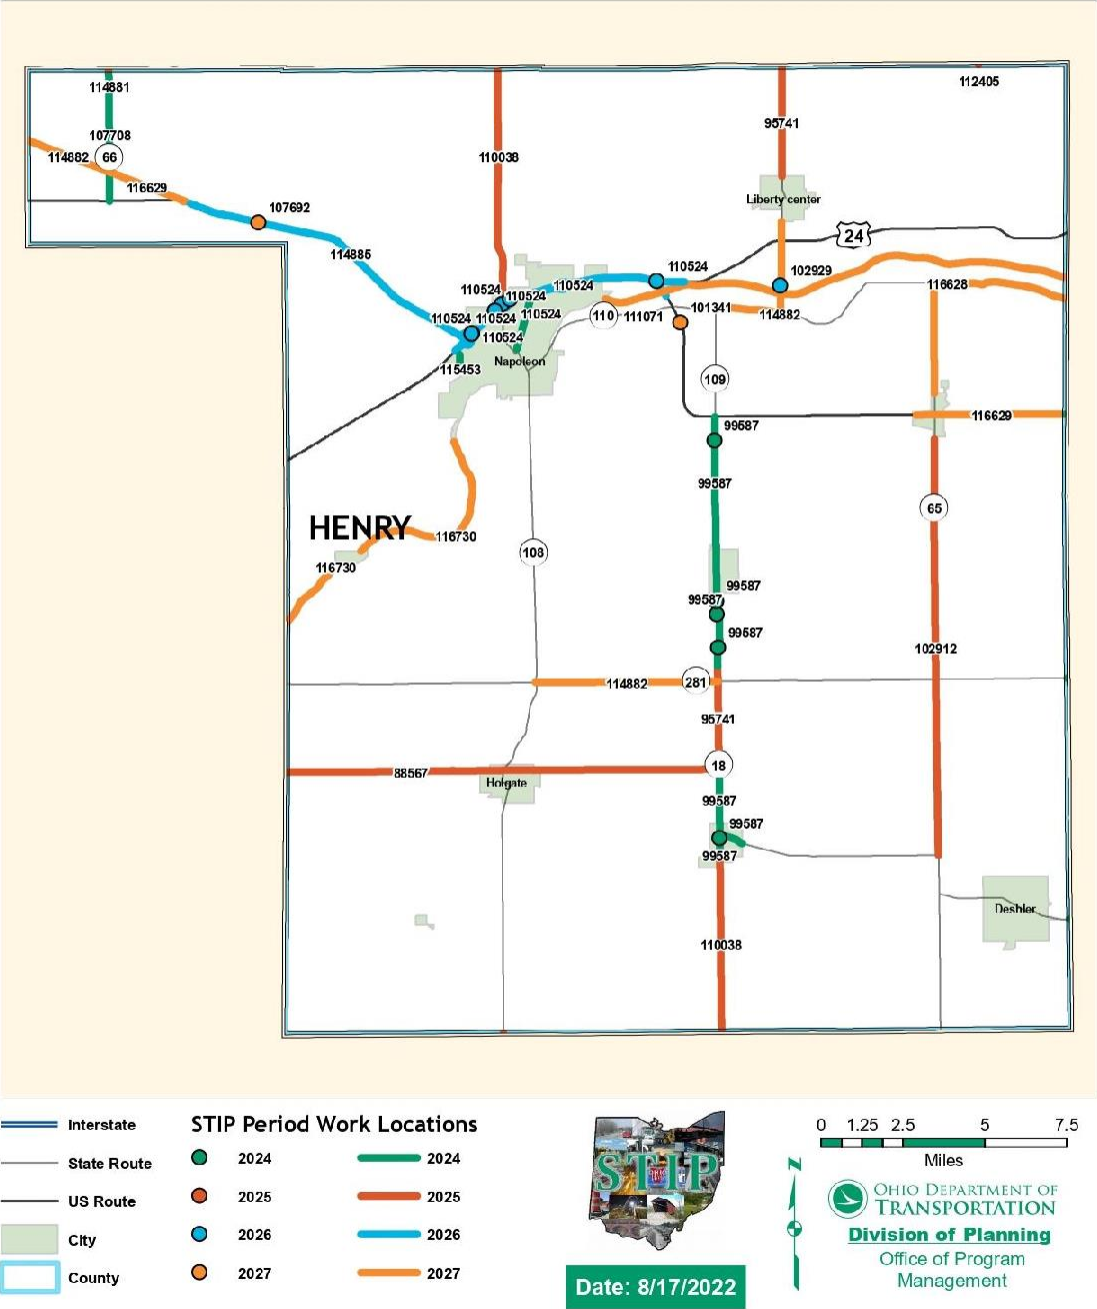 114881
112405
95741
107708
114882
66
110038
116629
Liberty center
107692
24
114885
110524
102929
110524
110524
110524
116628
101341
110524
110524
110524
110
111071
114882
110524
Napoleon
115453
109
116629
99587
99587
65
HENRY
116730
108
116730
99587
99587
99587
102912
114882
281
95741
18
88567
Holgate
99587
99587
99587
Deshler
110038
Interstate
State Route
US Route
City
County
STIP Period Work Locations
2024
2024
2025
2025
2026
2026
2027
2027
STIP
Date: 8/17/2022
0 1.25 2.5 5 7.5
Miles
N
OHIO DEPARTMENT OF
TRANSPORTATION
Division of Planning
Office of Program
Management